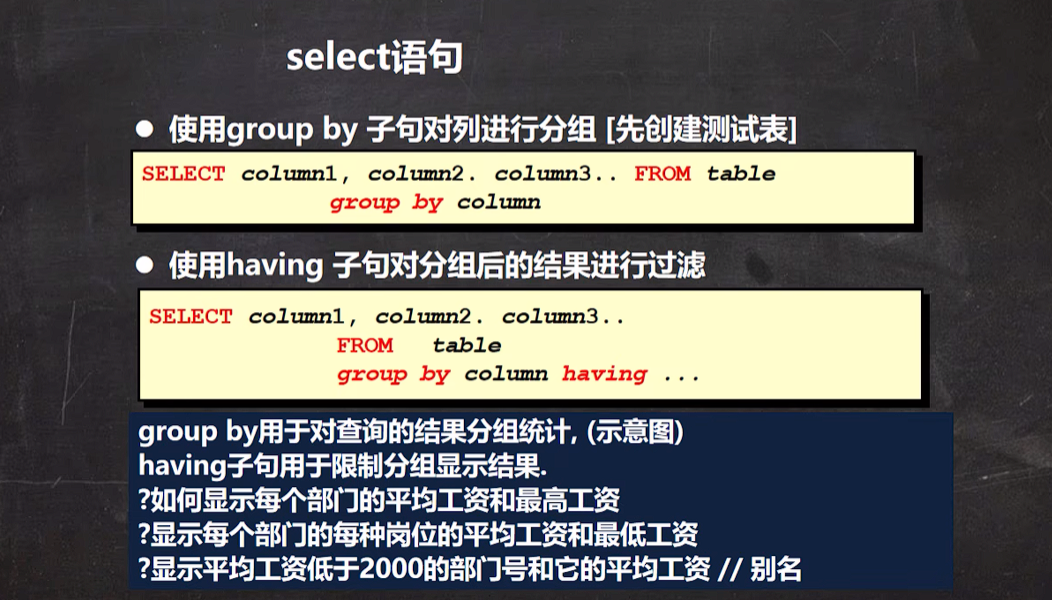 select语句
● 使用group by 子句对列进行分组 [先创建测试表]
SELECT column1, column2. column3.. FROM table
group by column
● 使用having 子句对分组后的结果进行过滤
SELECT column1, column2. column3..
FROM table
group by column having ...
group by用于对查询的结果分组统计, (示意图)
having子句用于限制分组显示结果.
?如何显示每个部门的平均工资和最高工资
?显示每个部门的每种岗位的平均工资和最低工资
?显示平均工资低于2000的部门号和它的平均工资 // 别名